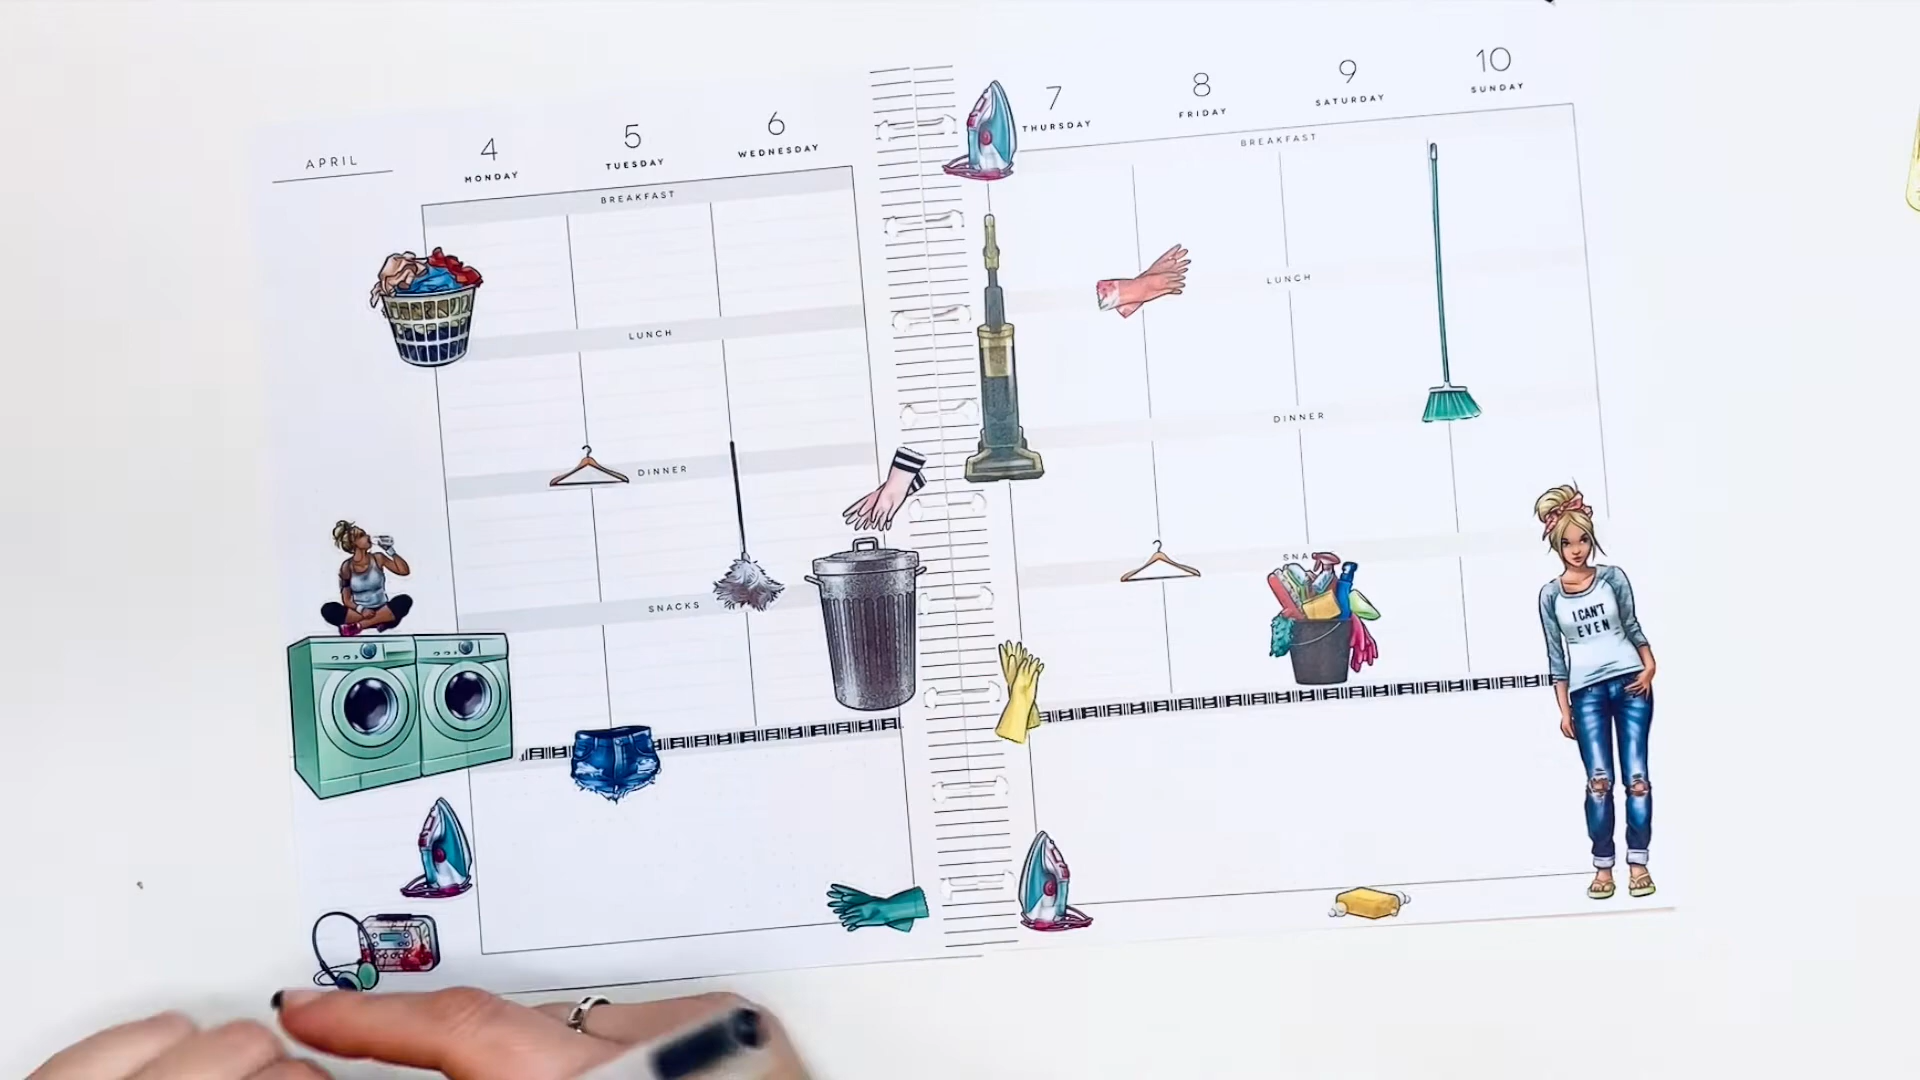 APRIL
4
MONDAY
5
TUESDAY
6
WEDNESDAY
BREAKFAST
LUNCH
DINNER
SNACKS
7
THURSDAY
8
FRIDAY
9
SATURDAY
10
SUNDAY
BREAKFAST
LUNCH
DINNER
SNA
I CAN'T
EVEN